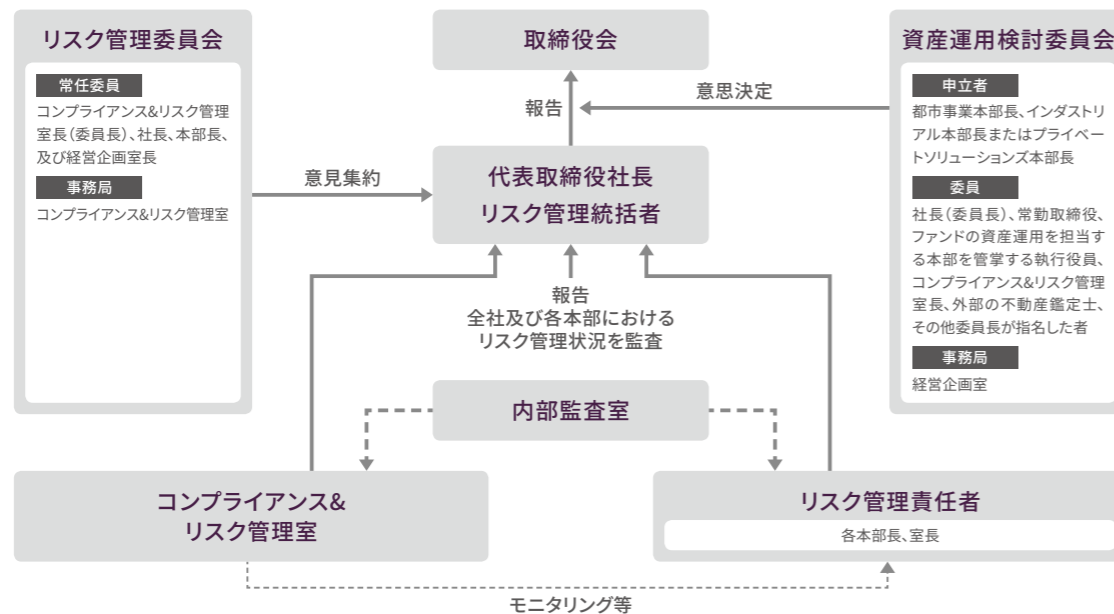 リスク管理委員会
常任委員
コンプライアンス&リスク管理
室長(委員長)、社長、本部長、
及び経営企画室長
事務局
コンプライアンス&リスク管理室
取締役会
報告
意思決定
意見集約
代表取締役社長
リスク管理統括者
報告
全社及び各本部における
リスク管理状況を監査
資産運用検討委員会
申立者
都市事業本部長、インダストリ
アル本部長またはプライベー
トソリューションズ本部長
委員
社長(委員長)、常勤取締役、
ファンドの資産運用を担当す
る本部を管掌する執行役員、
コンプライアンス&リスク管理
室長、外部の不動産鑑定士、
その他委員長が指名した者
事務局
経営企画室
内部監査室
コンプライアンス&
リスク管理室
リスク管理責任者
各本部長、室長
モニタリング等